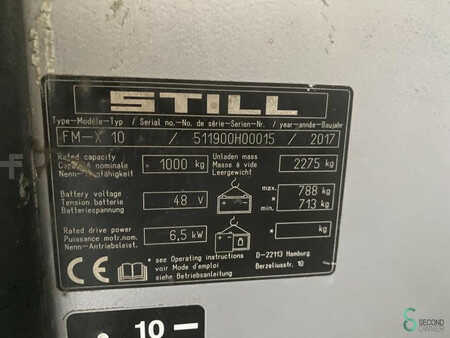 STILL
Type-Modèle-Typ / Serial no.-No. de série-Serien-Nr. / year-année-Baujahr
FM-X 10 / 511900H00015 / 2017
Rated capacity
Capacité nominale
Nenn-Tragfähigkeit
* 1000 kg
Unladen mass
Masse à vide
Leergewicht
2275 kg
Battery voltage
Tension batterie
Batteriespannung
48 V
max. 788 kg
*
min. 713 kg
Rated drive power
Puissance motr.nom.
Nenn-Antriebsleist.
6,5 kW
* kg
CE
* see Operating instructions
voir Mode d'emploi
siehe Betriebsanleitung
D-22113 Hamburg
Berzeliusstr. 10
10
SECOND